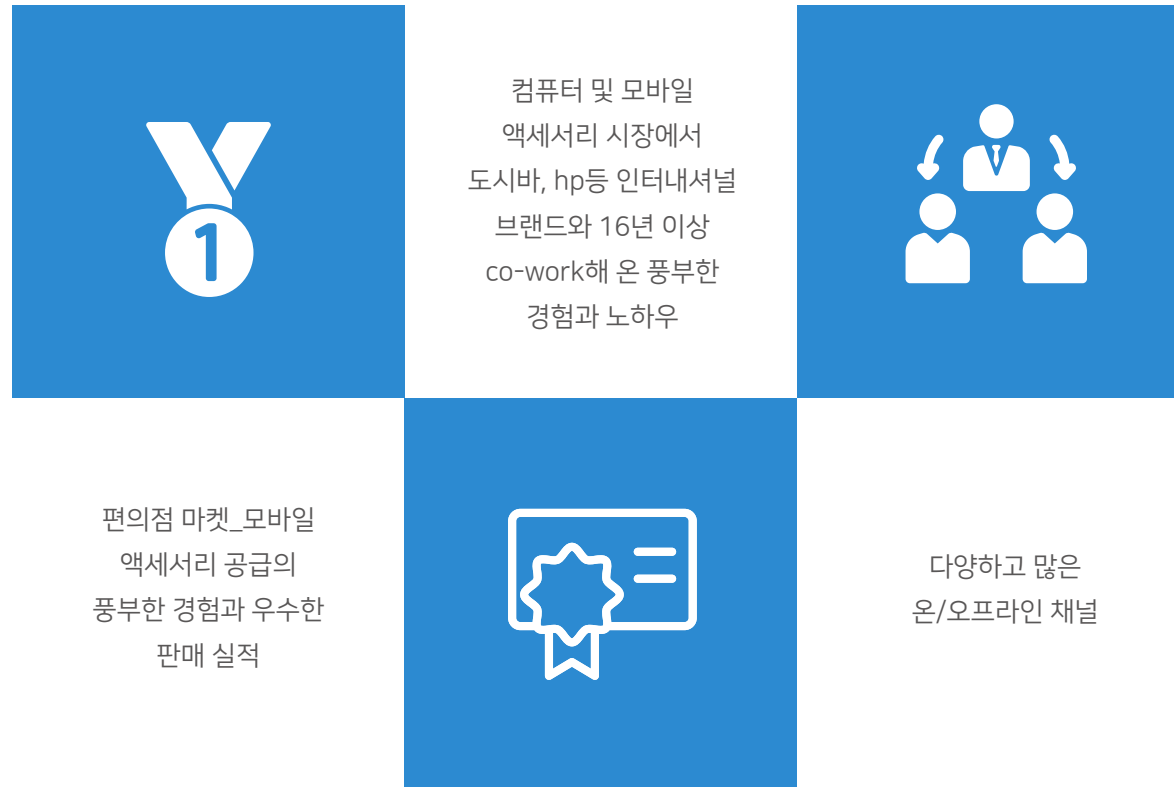 1
컴퓨터 및 모바일
액세서리 시장에서
도시바, hp등 인터내셔널
브랜드와 16년 이상
co-work해 온 풍부한
경험과 노하우
편의점 마켓_모바일
액세서리 공급의
풍부한 경험과 우수한
판매 실적
다양하고 많은
온/오프라인 채널